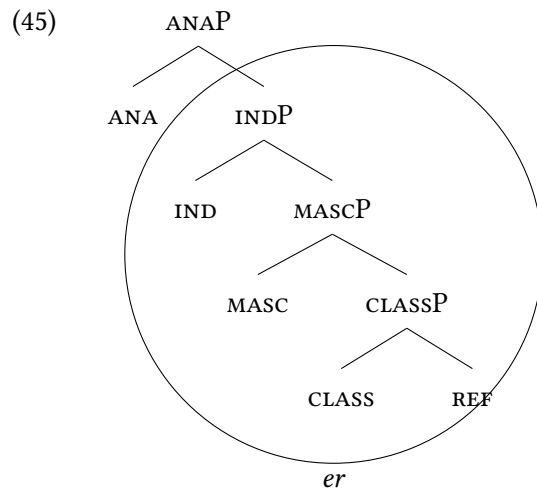 (45) ANAP
ANA INDP
IND MASCP
MASC CLASSP
CLASS REF
er